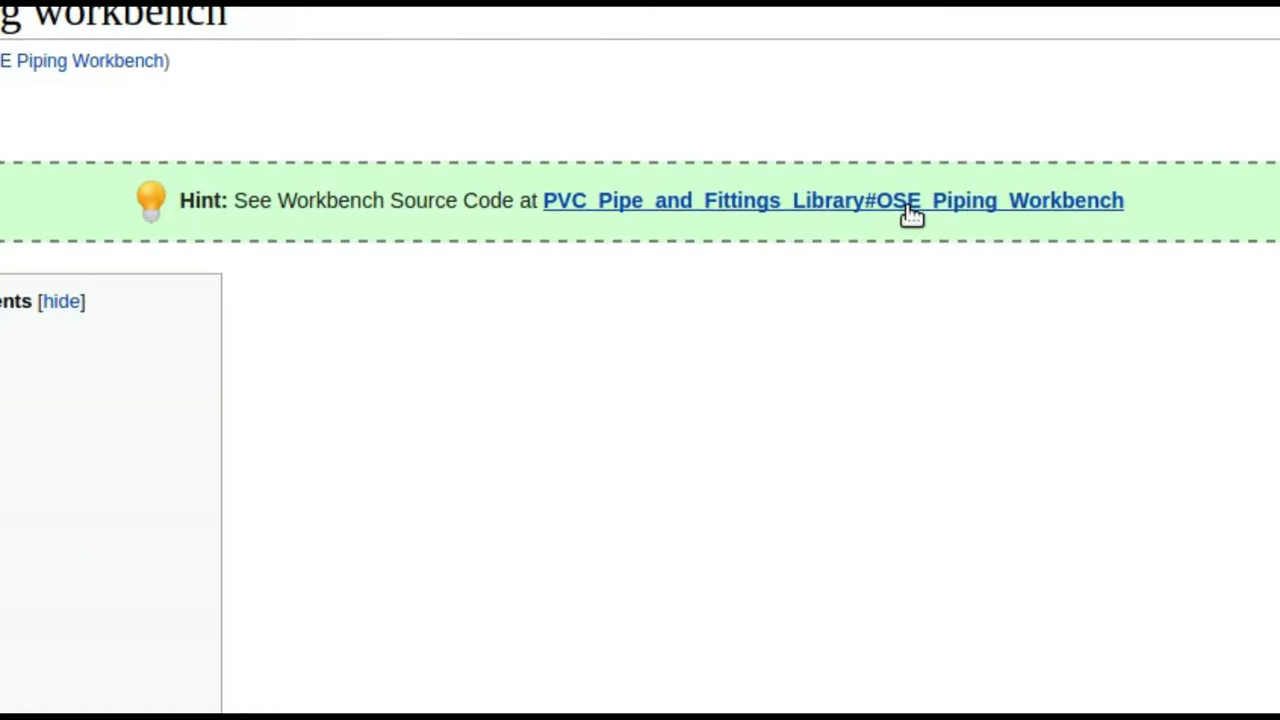 g workbench
E Piping Workbench)
Hint: See Workbench Source Code at PVC_Pipe_and_Fittings_Library#OSE_Piping_Workbench
ents [hide]